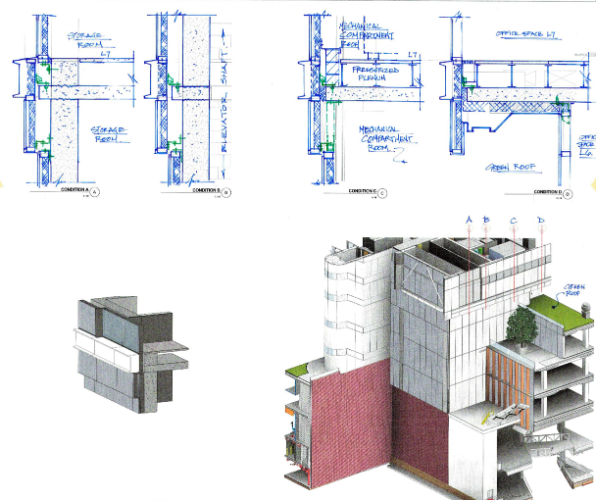 STORAGE
ROOM
L7
STORAGE
ROOM
CONDITION A
A
ELEVATOR SHAFT
CONDITION B
B
MECHANICAL
COMPARTMENT
ROOM
L7
PRESSURIZED
PLENUM
MECHANICAL
COMPARTMENT
ROOM
CONDITION C
C
OFFICE SPACE L7
GREEN ROOF
OFFICE
SPACE
L6
CONDITION D
D
A B C D
GREEN
ROOF